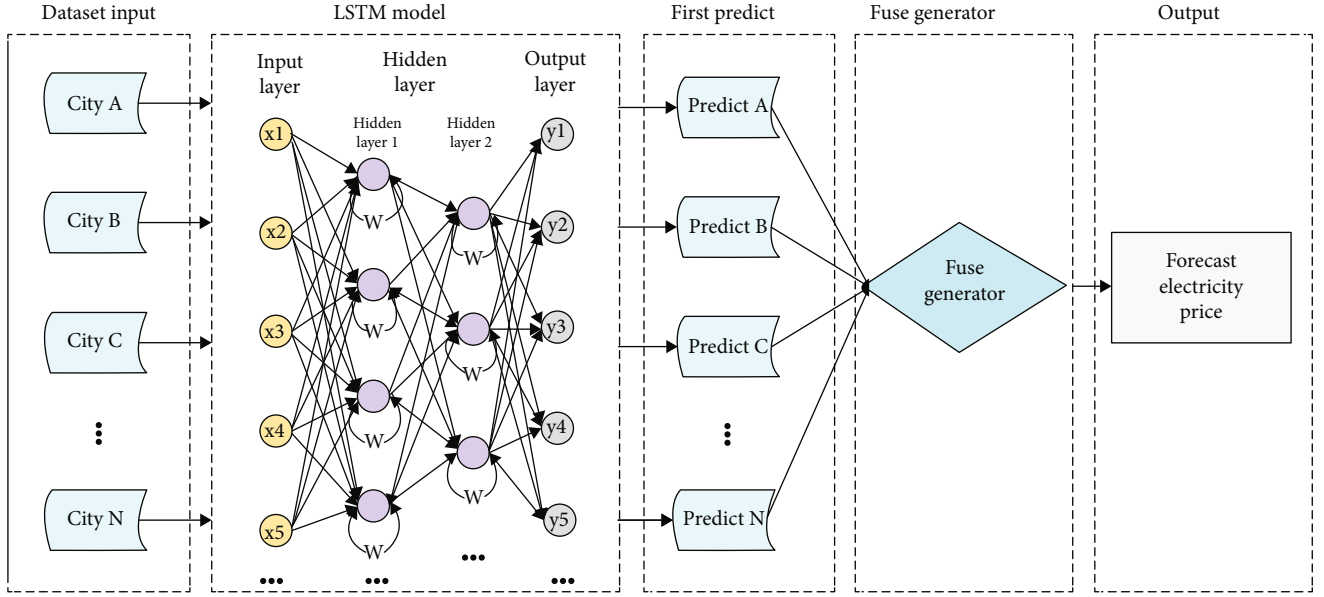 Dataset input
LSTM model
First predict
Fuse generator
Output
City A
City B
City C
City N
Input
layer
Hidden
layer
Output
layer
Hidden
layer 1
Hidden
layer 2
x1
x2
x3
x4
x5
W
W
W
W
W
W
W
y1
y2
y3
y4
y5
Predict A
Predict B
Predict C
Predict N
Fuse
generator
Forecast
electricity
price